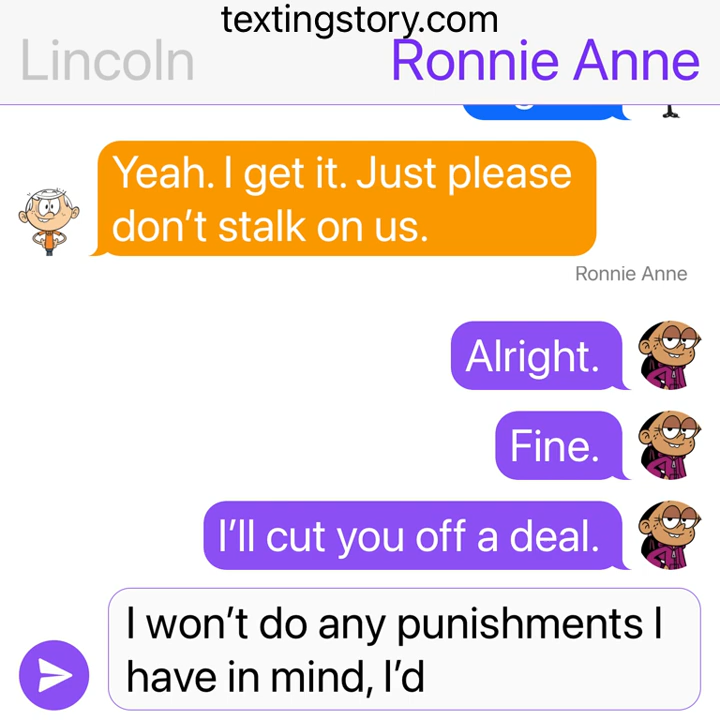 textingstory.com
Lincoln
Ronnie Anne
Yeah. I get it. Just please
don’t stalk on us.
Ronnie Anne
Alright.
Fine.
I’ll cut you off a deal.
I won’t do any punishments I
have in mind, I’d